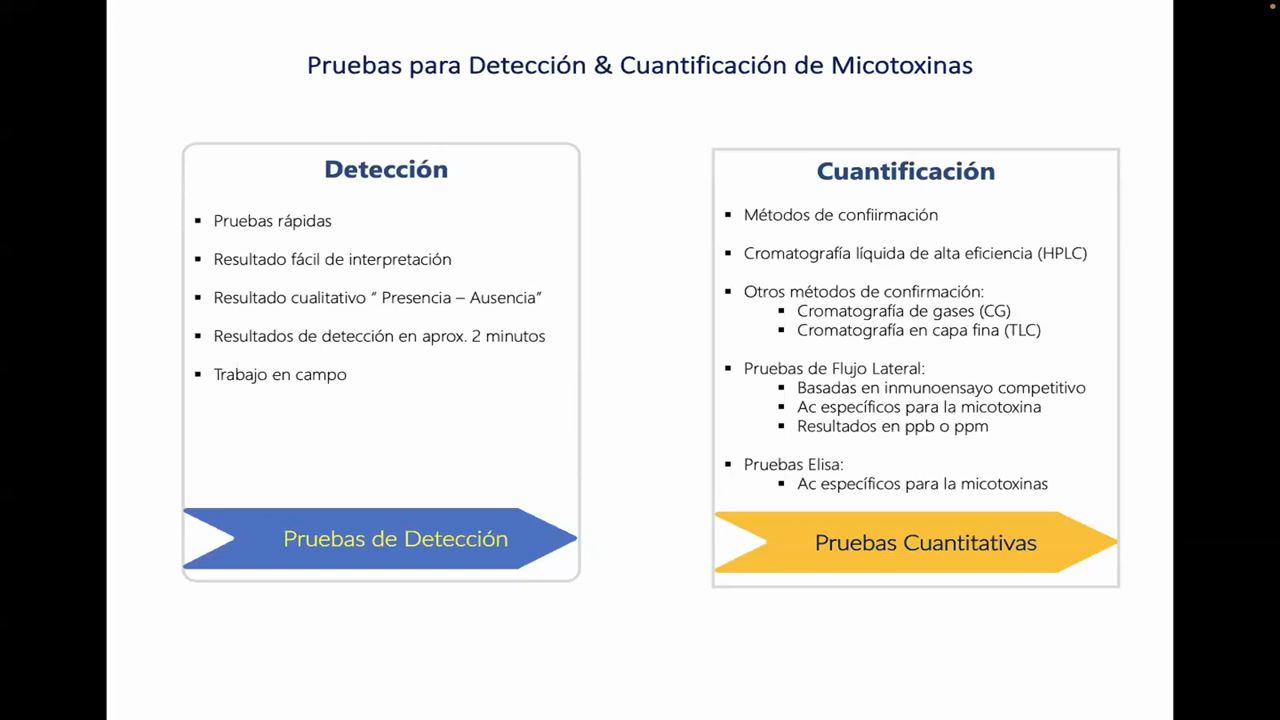 Pruebas para Detección & Cuantificación de Micotoxinas
Detección
▪ Pruebas rápidas
▪ Resultado fácil de interpretación
▪ Resultado cualitativo “ Presencia – Ausencia”
▪ Resultados de detección en aprox. 2 minutos
▪ Trabajo en campo
Pruebas de Detección
Cuantificación
▪ Métodos de confiirmación
▪ Cromatografía líquida de alta eficiencia (HPLC)
▪ Otros métodos de confirmación:
▪ Cromatografía de gases (CG)
▪ Cromatografía en capa fina (TLC)
▪ Pruebas de Flujo Lateral:
▪ Basadas en inmunoensayo competitivo
▪ Ac específicos para la micotoxina
▪ Resultados en ppb o ppm
▪ Pruebas Elisa:
▪ Ac específicos para la micotoxinas
Pruebas Cuantitativas